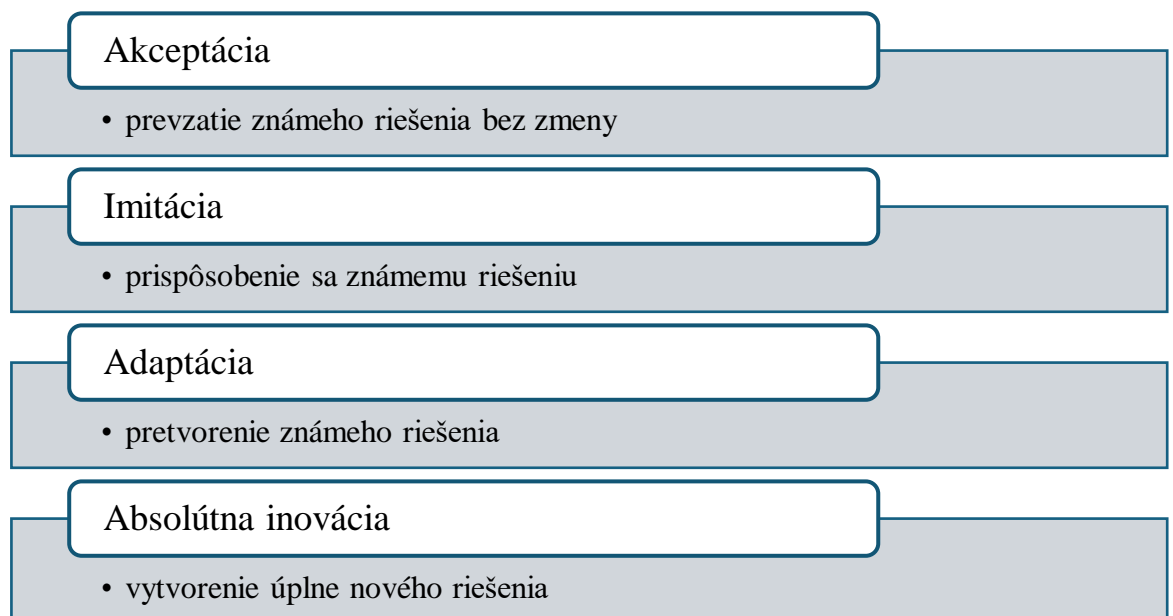 Akceptácia
• prevzatie známeho riešenia bez zmeny
Imitácia
• prispôsobenie sa známemu riešeniu
Adaptácia
• pretvorenie známeho riešenia
Absolútna inovácia
• vytvorenie úplne nového riešenia